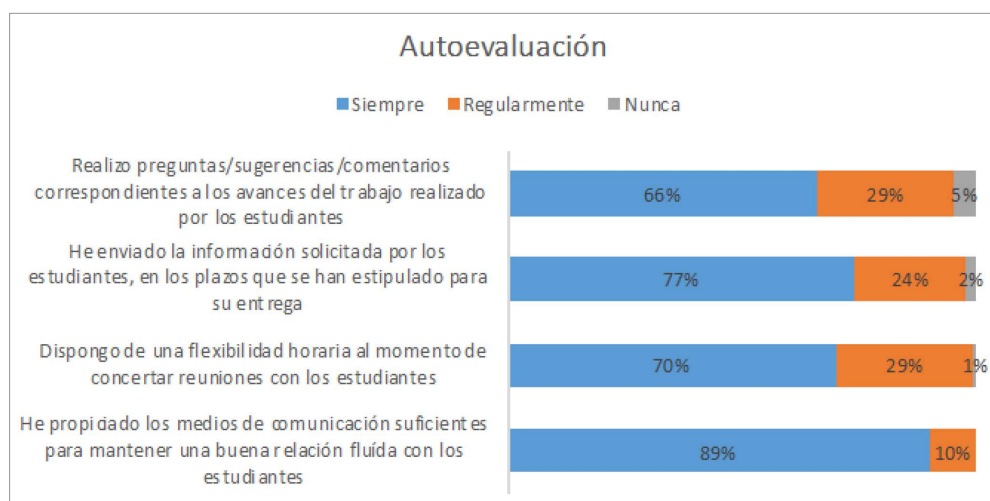 Autoevaluación
Siempre Regularmente Nunca
Realizo preguntas/sugerencias/comentarios
correspondientes a los avances del trabajo realizado
por los estudiantes
66% 29% 5%
He enviado la información solicitada por los
estudiantes, en los plazos que se han estipulado para
su entrega
77% 24% 2%
Dispongo de una flexibilidad horaria al momento de
concertar reuniones con los estudiantes
70% 29% 1%
He propiciado los medios de comunicación suficientes
para mantener una buena relación fluída con los
estudiantes
89% 10%